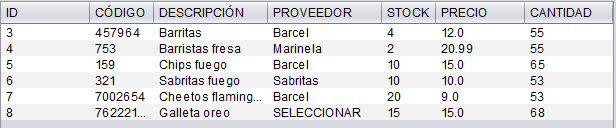 ID CÓDIGO DESCRIPCIÓN PROVEEDOR STOCK PRECIO CANTIDAD
3 457964 Barritas Barcel 4 12.0 55
4 753 Barristas fresa Marinela 2 20.99 55
5 159 Chips fuego Barcel 10 15.0 65
6 321 Sabritas fuego Sabritas 10 10.0 53
7 7002654 Cheetos flaming... Barcel 20 9.0 53
8 762221... Galleta oreo SELECCIONAR 15 15.0 68